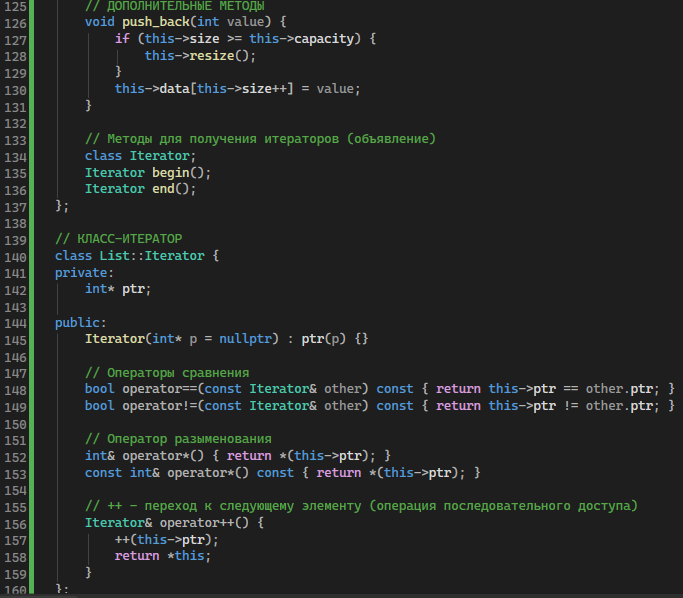 125 // ДОПОЛНИТЕЛЬНЫЕ МЕТОДЫ
126 void push_back(int value) {
127 if (this->size >= this->capacity) {
128 this->resize();
129 }
130 this->data[this->size++] = value;
131 }
132
133 // Методы для получения итераторов (объявление)
134 class Iterator;
135 Iterator begin();
136 Iterator end();
137 };
138
139 // КЛАСС-ИТЕРАТОР
140 class List::Iterator {
141 private:
142 int* ptr;
143
144 public:
145 Iterator(int* p = nullptr) : ptr(p) {}
146
147 // Операторы сравнения
148 bool operator==(const Iterator& other) const { return this->ptr == other.ptr; }
149 bool operator!=(const Iterator& other) const { return this->ptr != other.ptr; }
150
151 // Оператор разыменования
152 int& operator*() { return *(this->ptr); }
153 const int& operator*() const { return *(this->ptr); }
154
155 // ++ - переход к следующему элементу (операция последовательного доступа)
156 Iterator& operator++() {
157 ++(this->ptr);
158 return *this;
159 }
160 };